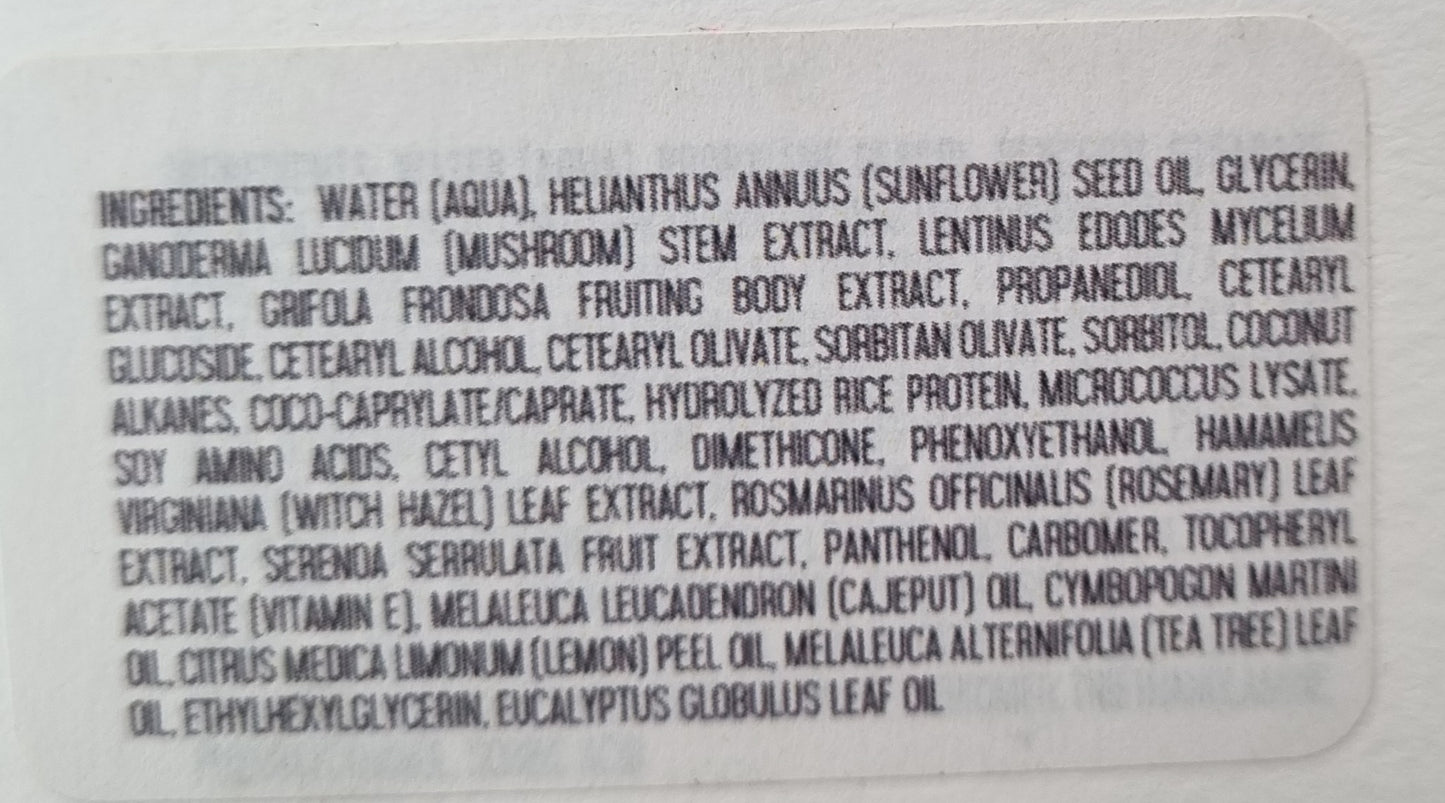 INGREDIENTS: WATER (AQUA), HELIANTHUS ANNUUS (SUNFLOWER) SEED OIL, GLYCERIN,
GANODERMA LUCIDUM (MUSHROOM) STEM EXTRACT, LENTINUS EDODES MYCELIUM
EXTRACT, GRIFOLA FRONDOSA FRUITING BODY EXTRACT, PROPANEDIOL, CETEARYL
GLUCOSIDE, CETEARYL ALCOHOL, CETEARYL OLIVATE, SORBITAN OLIVATE, SORBITOL, COCONUT
ALKANES, COCO-CAPRYLATE/CAPRATE, HYDROLYZED RICE PROTEIN, MICROCOCCUS LYSATE,
SOY AMINO ACIDS, CETYL ALCOHOL, DIMETHICONE, PHENOXYETHANOL, HAMAMELIS
VIRGINIANA (WITCH HAZEL) LEAF EXTRACT, ROSMARINUS OFFICINALIS (ROSEMARY) LEAF
EXTRACT, SERENOA SERRULATA FRUIT EXTRACT, PANTHENOL, CARBOMER, TOCOPHERYL
ACETATE (VITAMIN E), MELALEUCA LEUCADENDRON (CAJEPUT) OIL, CYMBOPOGON MARTINI
OIL, CITRUS MEDICA LIMONUM (LEMON) PEEL OIL, MELALEUCA ALTERNIFOLIA (TEA TREE) LEAF
OIL, ETHYLHEXYLGLYCERIN, EUCALYPTUS GLOBULUS LEAF OIL